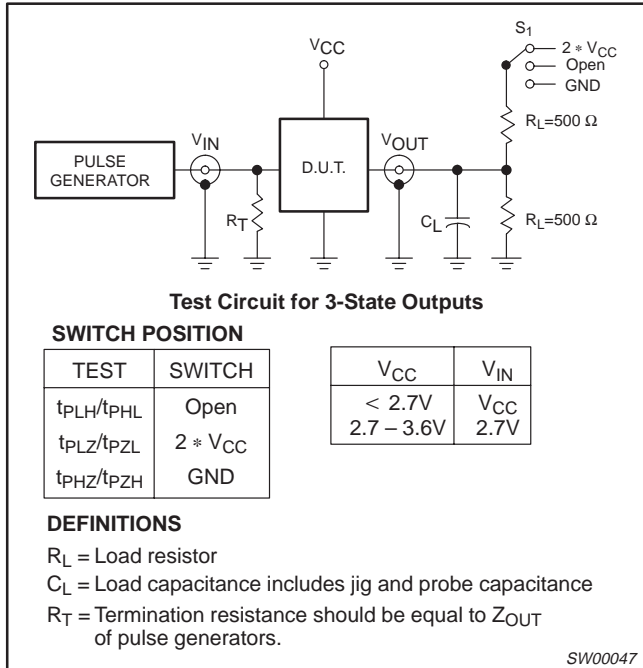 S1
2 * VCC
Open
GND
VCC
RL=500 Ω
VIN
VOUT
PULSE
GENERATOR
D.U.T.
RT
CL
RL=500 Ω
Test Circuit for 3-State Outputs
SWITCH POSITION
TEST SWITCH
tPLH/tPHL Open
tPLZ/tPZL 2 * VCC
tPHZ/tPZH GND
VCC VIN
< 2.7V VCC
2.7 – 3.6V 2.7V
DEFINITIONS
RL = Load resistor
CL = Load capacitance includes jig and probe capacitance
RT = Termination resistance should be equal to ZOUT
of pulse generators.
SW00047